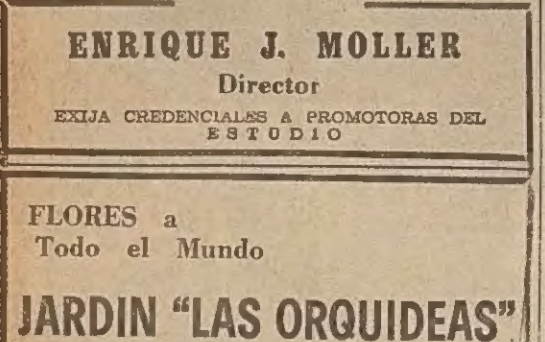 ENRIQUE J. MOLLER
Director
EXIJA CREDENCIALES A PROMOTORAS DEL
ESTUDIO
FLORES a
Todo el Mundo
JARDIN “LAS ORQUIDEAS”